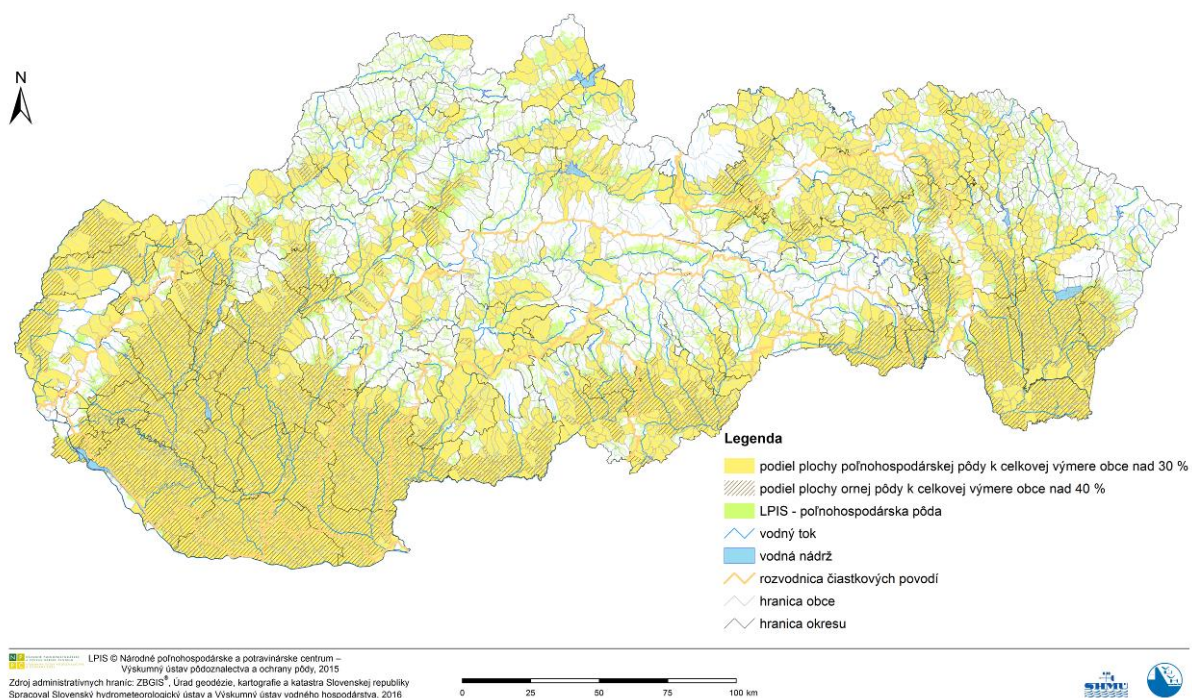 N
Legenda
podiel plochy poľnohospodárskej pôdy k celkovej výmere obce nad 30 %
podiel plochy ornej pôdy k celkovej výmere obce nad 40 %
LPIS - poľnohospodárska pôda
vodný tok
vodná nádrž
rozvodnica čiastkových povodí
hranica obce
hranica okresu
LPIS © Národné poľnohospodárske a potravinárske centrum –
Výskumný ústav pôdoznalectva a ochrany pôdy, 2015
Zdroj administratívnych hraníc: ZBGIS®, Úrad geodézie, kartografie a katastra Slovenskej republiky
Spracoval Slovenský hydrometeorologický ústav a Výskumný ústav vodného hospodárstva, 2016
0 25 50 75 100 km
SHMÚ